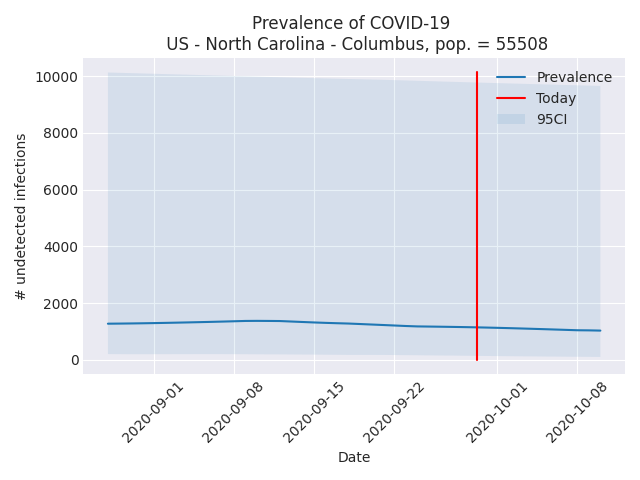 Prevalence of COVID-19
US - North Carolina - Columbus, pop. = 55508
10000
8000
6000
4000
2000
0
# undetected infections
Prevalence
Today
95CI
2020-09-01
2020-09-08
2020-09-15
2020-09-22
2020-10-01
2020-10-08
Date